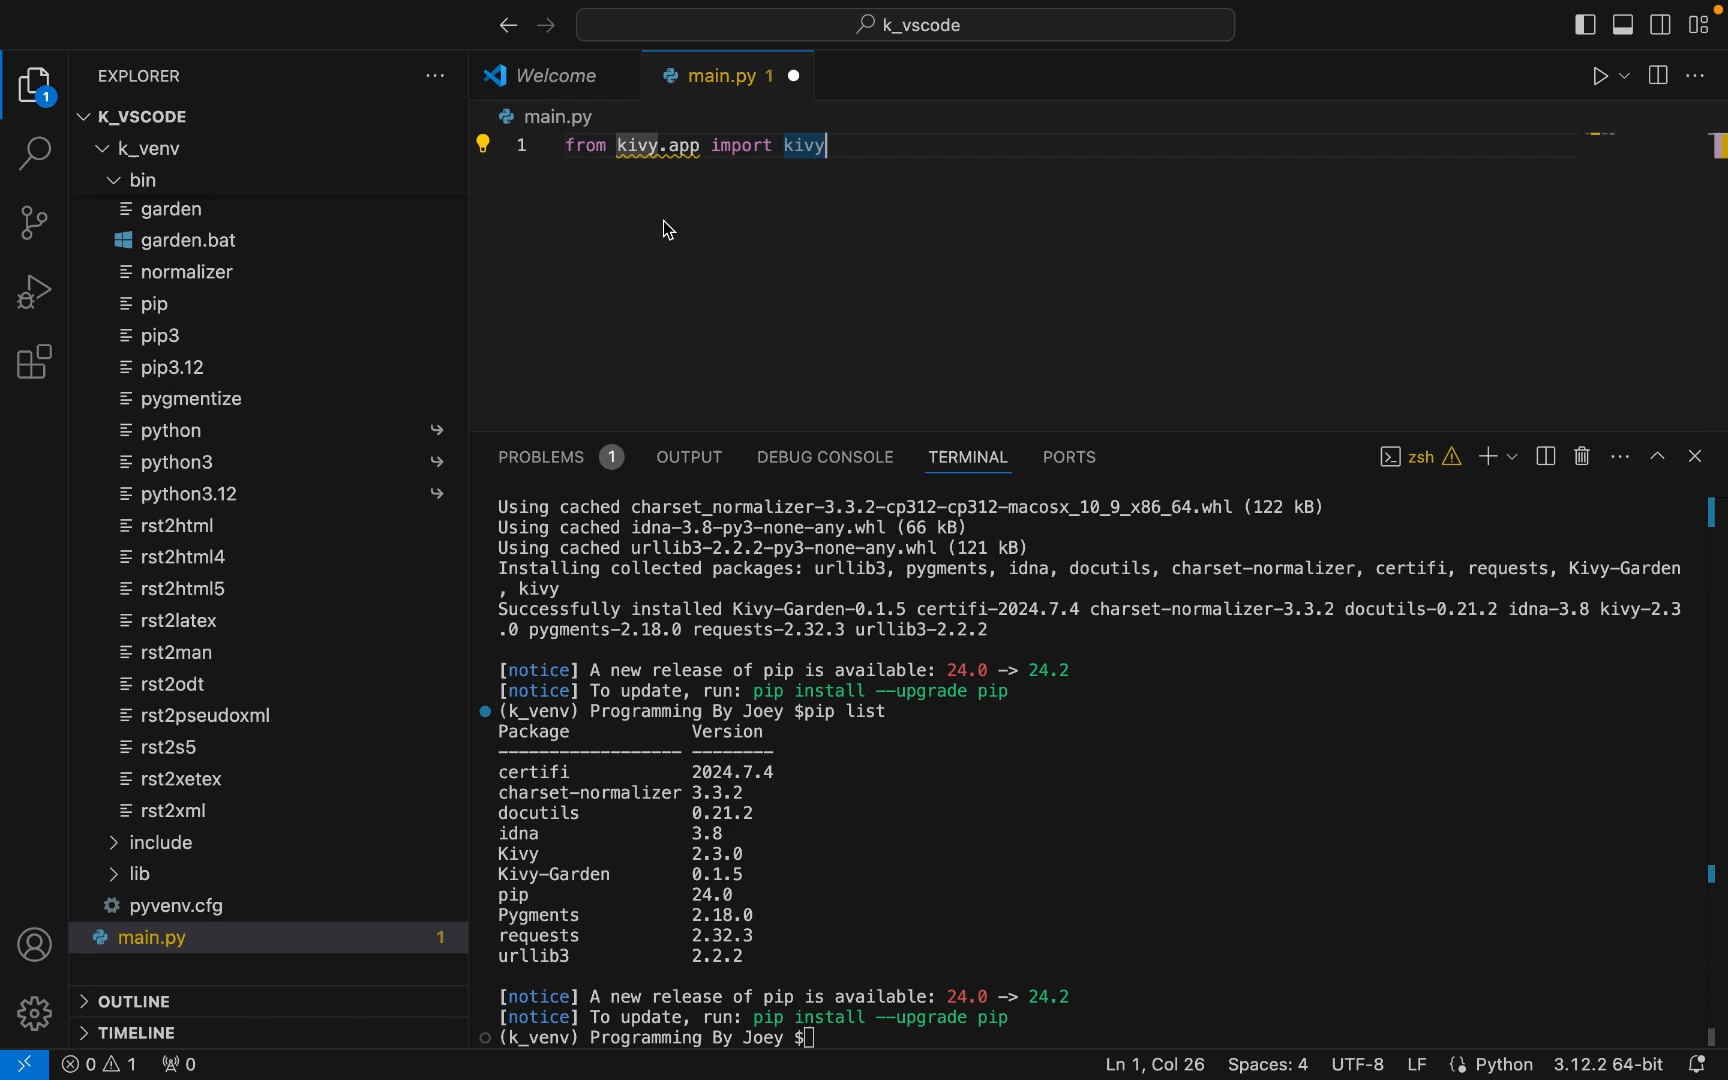 k_vscode
EXPLORER
1
K_VSCODE
k_venv
bin
garden
garden.bat
normalizer
pip
pip3
pip3.12
pygmentize
python
python3
python3.12
rst2html
rst2html4
rst2html5
rst2latex
rst2man
rst2odt
rst2pseudoxml
rst2s5
rst2xetex
rst2xml
include
lib
pyvenv.cfg
main.py 1
OUTLINE
TIMELINE
Welcome
main.py 1
main.py
1 from kivy.app import kivy
PROBLEMS 1 OUTPUT DEBUG CONSOLE TERMINAL PORTS
zsh
Using cached charset_normalizer-3.3.2-cp312-cp312-macosx_10_9_x86_64.whl (122 kB)
Using cached idna-3.8-py3-none-any.whl (66 kB)
Using cached urllib3-2.2.2-py3-none-any.whl (121 kB)
Installing collected packages: urllib3, pygments, idna, docutils, charset-normalizer, certifi, requests, Kivy-Garden
, kivy
Successfully installed Kivy-Garden-0.1.5 certifi-2024.7.4 charset-normalizer-3.3.2 docutils-0.21.2 idna-3.8 kivy-2.3
.0 pygments-2.18.0 requests-2.32.3 urllib3-2.2.2
[notice] A new release of pip is available: 24.0 -> 24.2
[notice] To update, run: pip install --upgrade pip
(k_venv) Programming By Joey $pip list
Package Version
------------------ --------
certifi 2024.7.4
charset-normalizer 3.3.2
docutils 0.21.2
idna 3.8
Kivy 2.3.0
Kivy-Garden 0.1.5
pip 24.0
Pygments 2.18.0
requests 2.32.3
urllib3 2.2.2
[notice] A new release of pip is available: 24.0 -> 24.2
[notice] To update, run: pip install --upgrade pip
(k_venv) Programming By Joey $
0 1 0 Ln 1, Col 26 Spaces: 4 UTF-8 LF Python 3.12.2 64-bit